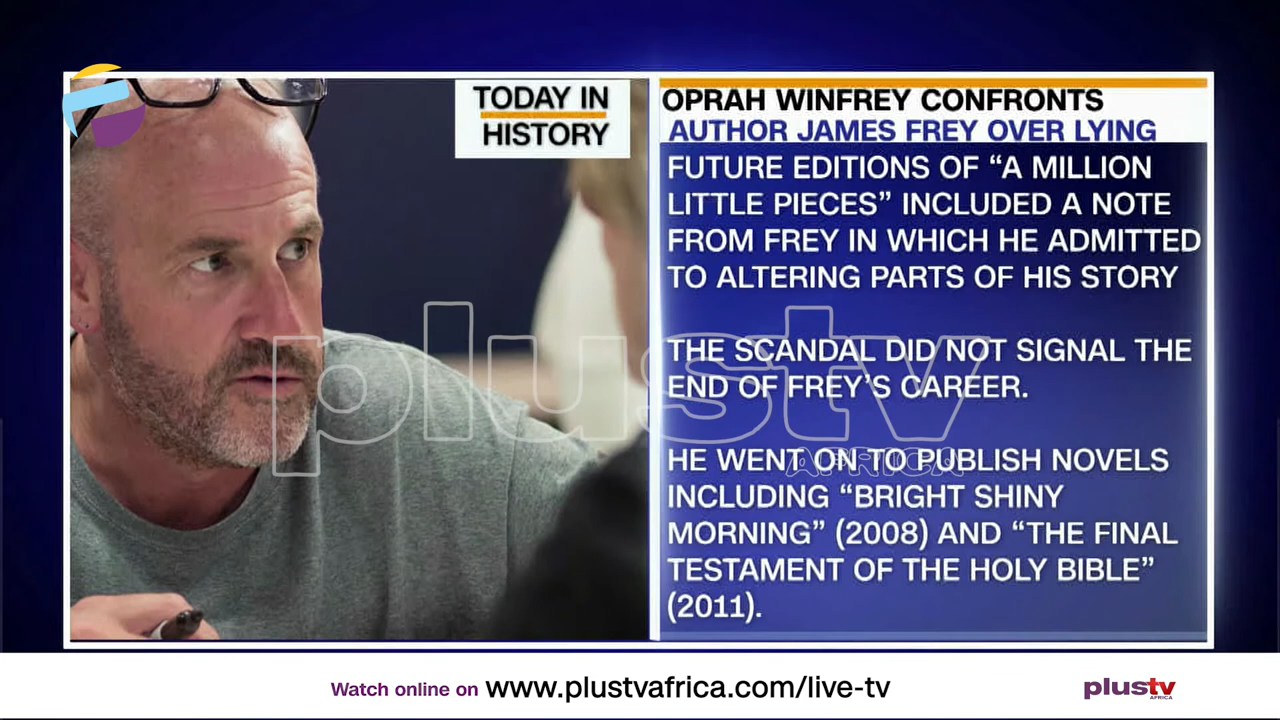 TODAY IN
HISTORY
OPRAH WINFREY CONFRONTS
AUTHOR JAMES FREY OVER LYING
FUTURE EDITIONS OF “A MILLION
LITTLE PIECES” INCLUDED A NOTE
FROM FREY IN WHICH HE ADMITTED
TO ALTERING PARTS OF HIS STORY
THE SCANDAL DID NOT SIGNAL THE
END OF FREY’S CAREER.
HE WENT ON TO PUBLISH NOVELS
INCLUDING “BRIGHT SHINY
MORNING” (2008) AND “THE FINAL
TESTAMENT OF THE HOLY BIBLE”
(2011).
plustv
AFRICA
Watch online on www.plustvafrica.com/live-tv
plustv
AFRICA